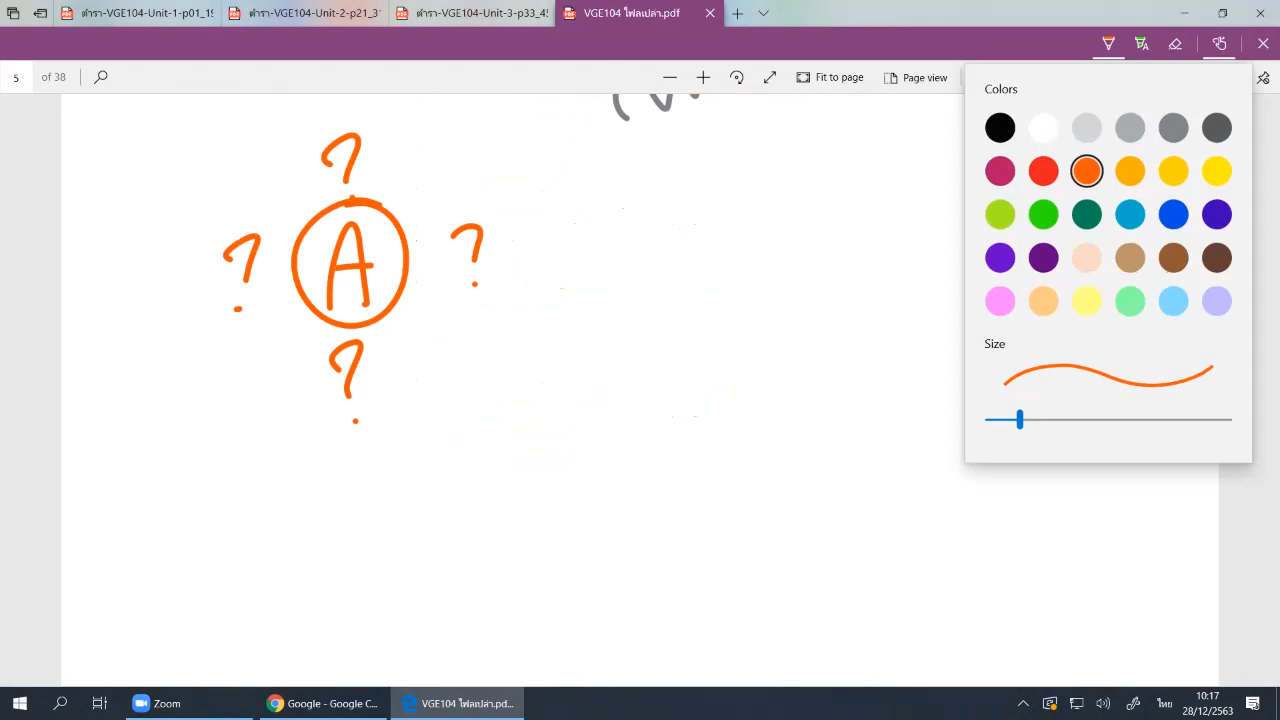 ตำรา-VGE104-Unit-1-p01_15
ตำรา-VGE104-Unit-2-p21_3
ตำรา-VGE104-Unit-3-p33_45
VGE104 ไฟลเปล่า.pdf
5 of 38
Fit to page
Page view
Colors
?
? A ?
?
Size
Zoom
Google - Google C...
VGE104 ไฟลเปล่า.pd...
ไทย
10:17
28/12/2563